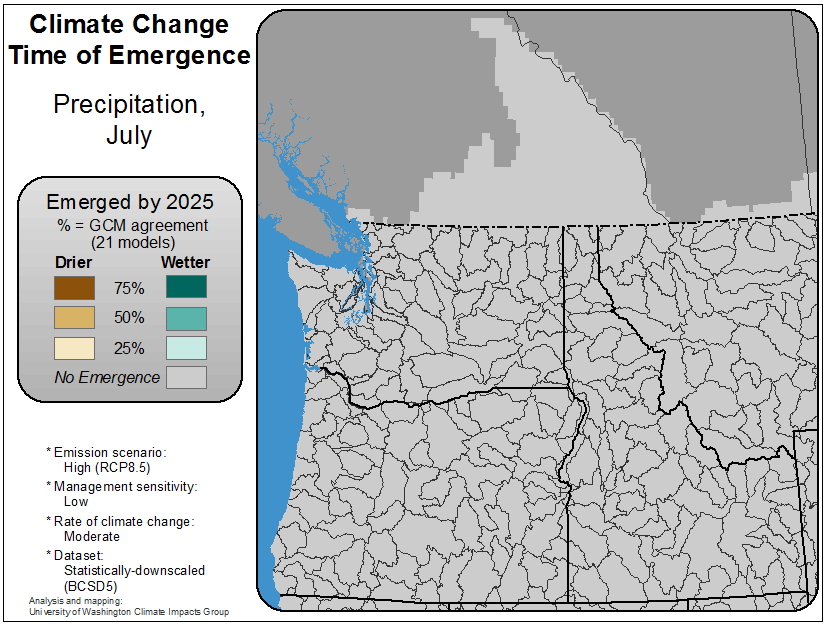 Climate Change
Time of Emergence
Precipitation,
July
Emerged by 2025
% = GCM agreement
(21 models)
Drier Wetter
75%
50%
25%
No Emergence
* Emission scenario:
High (RCP8.5)
* Management sensitivity:
Low
* Rate of climate change:
Moderate
* Dataset:
Statistically-downscaled
(BCSD5)
Analysis and mapping:
University of Washington Climate Impacts Group